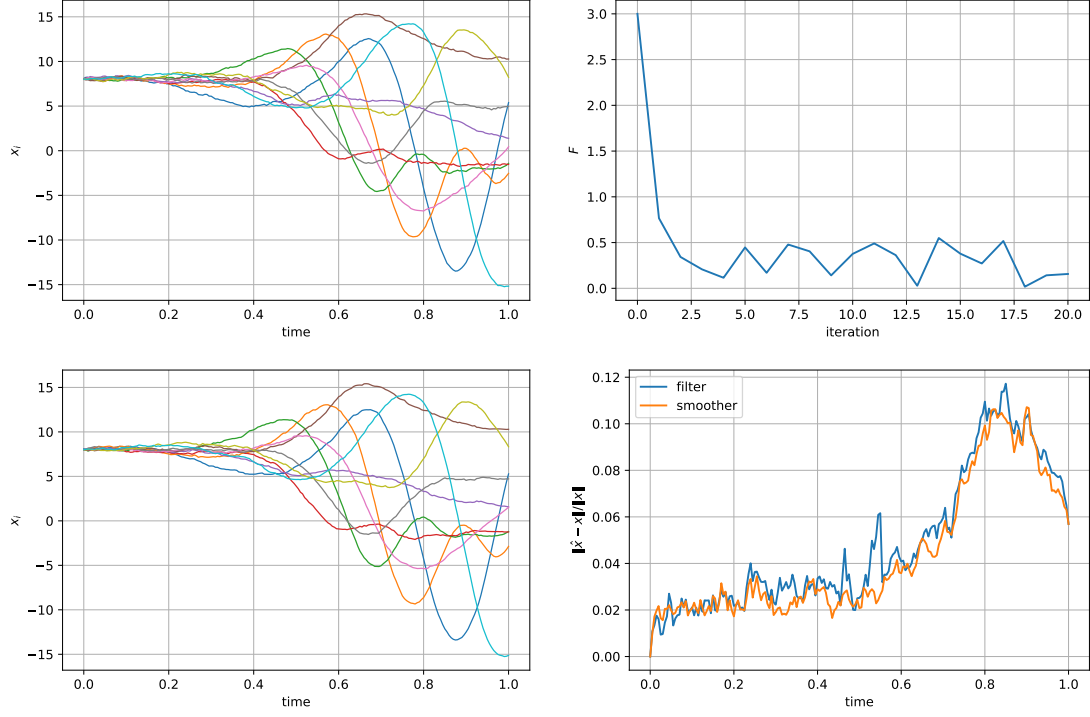 15
10
5
0
−5
−10
−15
x_i
0.0 0.2 0.4 0.6 0.8 1.0
time
3.0
2.5
2.0
1.5
1.0
0.5
0.0
F
0.0 2.5 5.0 7.5 10.0 12.5 15.0 17.5 20.0
iteration
15
10
5
0
−5
−10
−15
x_i
0.0 0.2 0.4 0.6 0.8 1.0
time
filter
smoother
0.12
0.10
0.08
0.06
0.04
0.02
0.00
‖x̂ − x‖/‖x‖
0.0 0.2 0.4 0.6 0.8 1.0
time